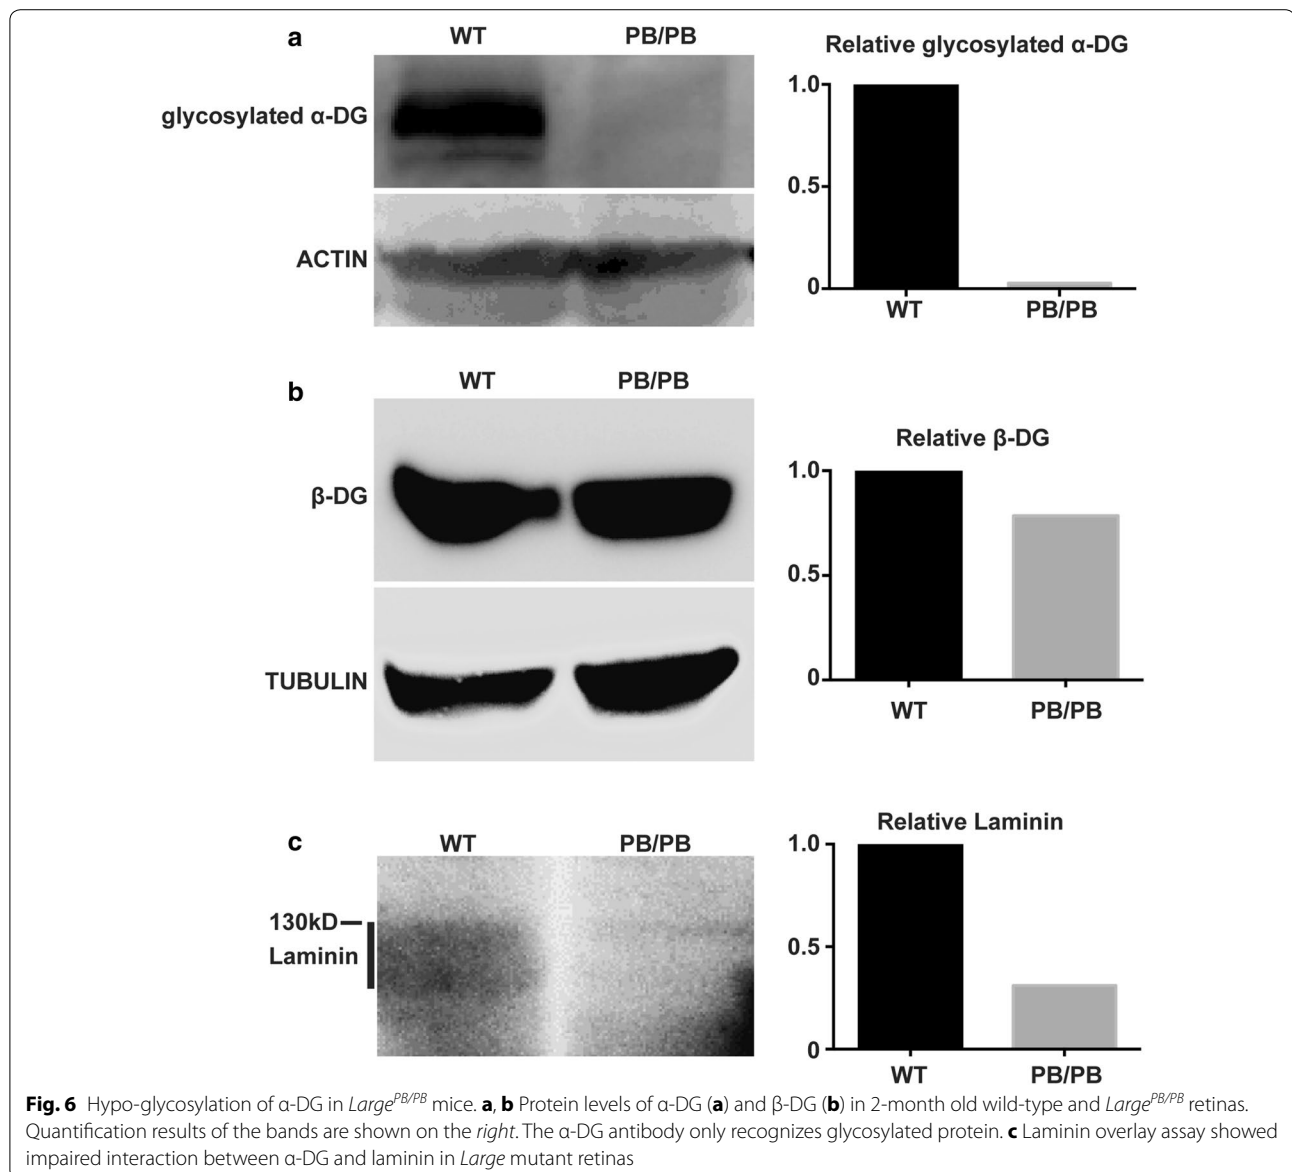 a
WT PB/PB
glycosylated α-DG
ACTIN
Relative glycosylated α-DG
1.0
0.5
0
WT PB/PB
b
WT PB/PB
β-DG
TUBULIN
Relative β-DG
1.0
0.5
0
WT PB/PB
c
WT PB/PB
130kD
Laminin
Relative Laminin
1.0
0.5
0
WT PB/PB
Fig. 6 Hypo-glycosylation of α-DG in Large^PB/PB mice. a, b Protein levels of α-DG (a) and β-DG (b) in 2-month old wild-type and Large^PB/PB retinas.
Quantification results of the bands are shown on the right. The α-DG antibody only recognizes glycosylated protein. c Laminin overlay assay showed
impaired interaction between α-DG and laminin in Large mutant retinas